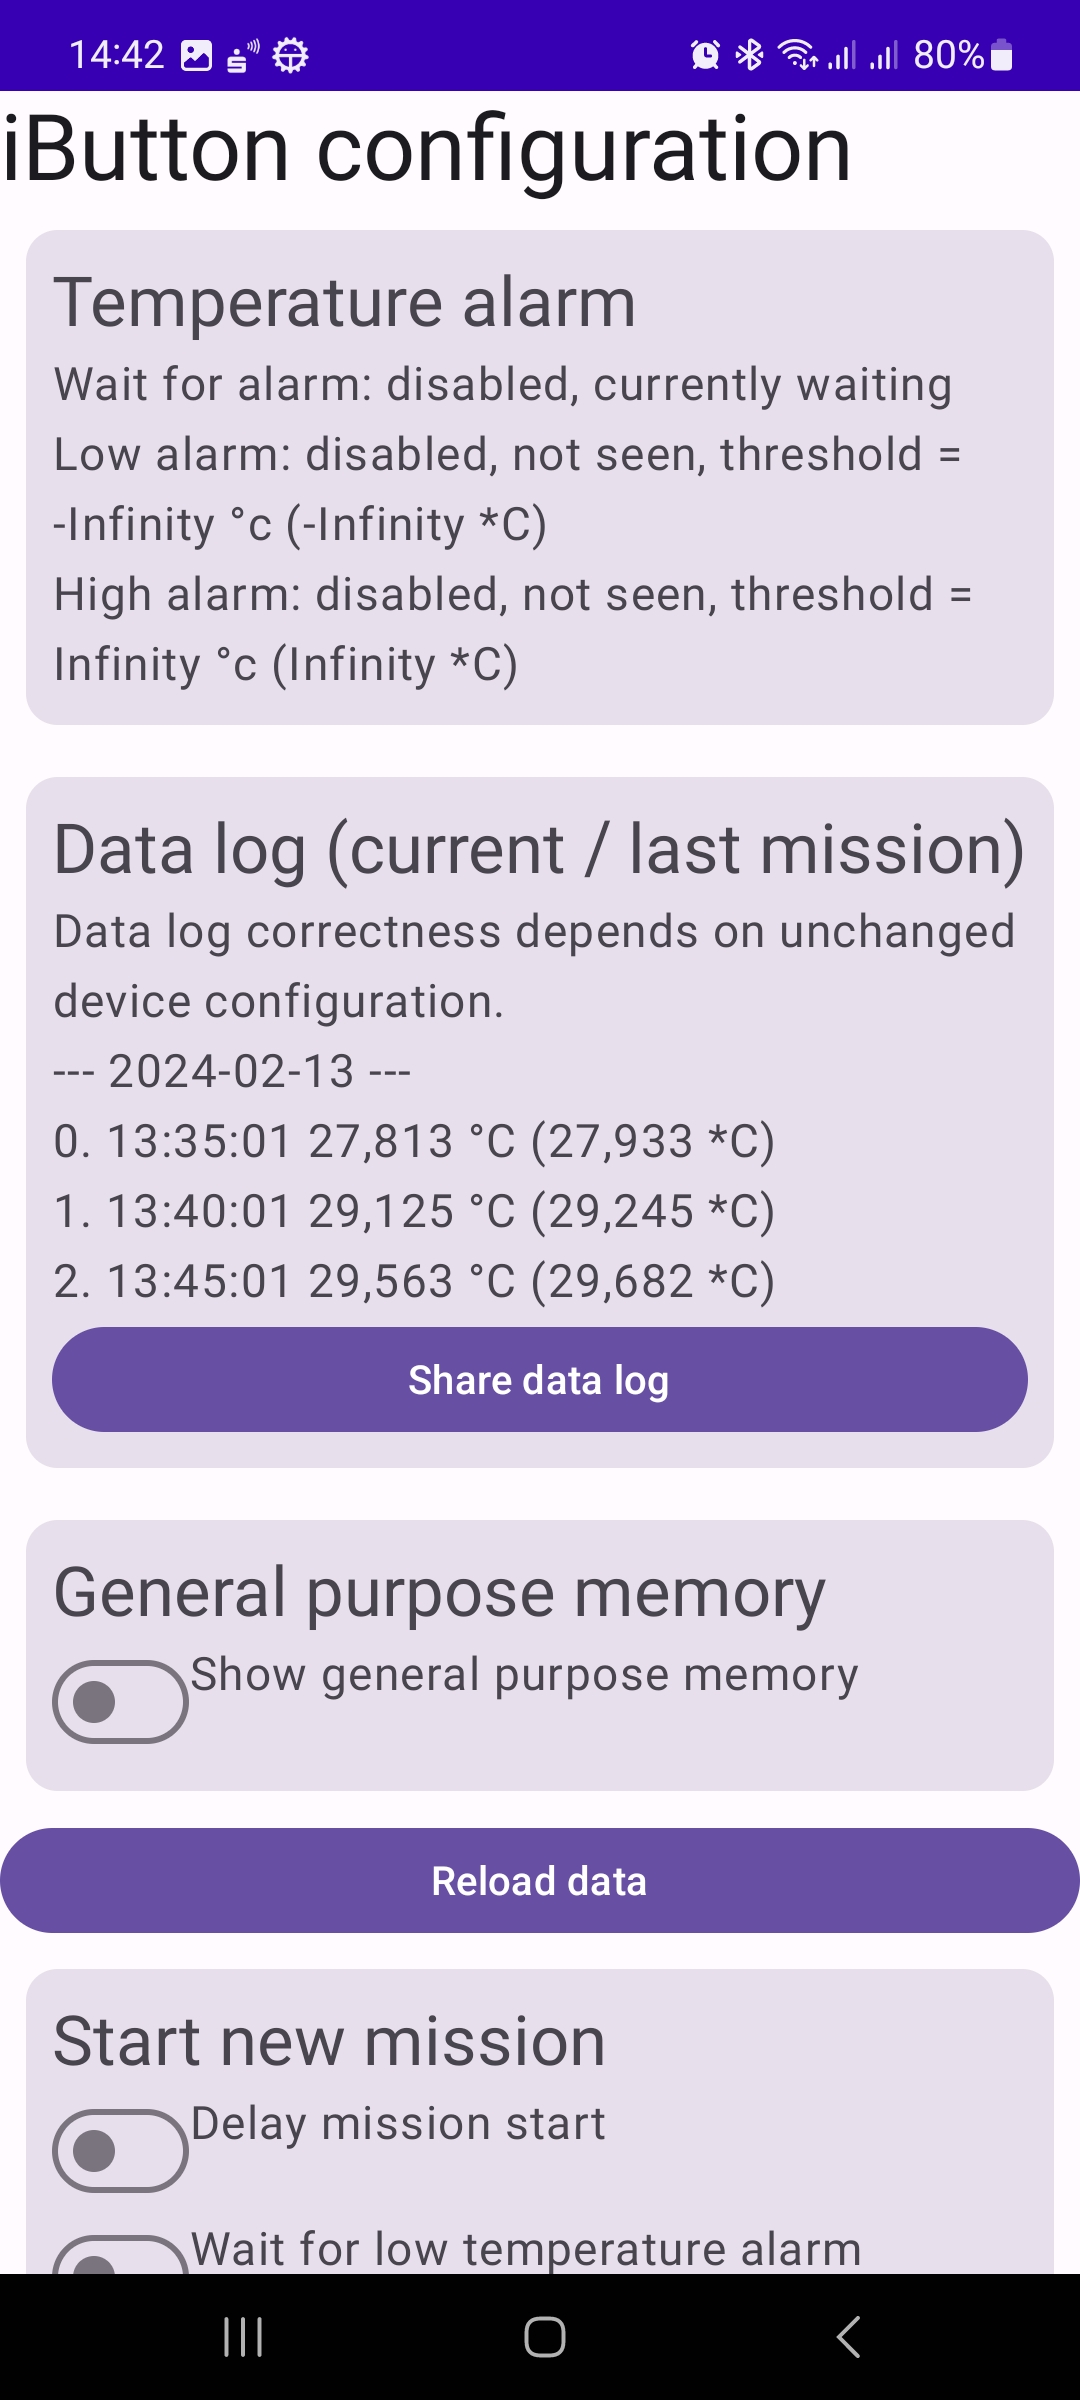 14:42
80%
iButton configuration
Temperature alarm
Wait for alarm: disabled, currently waiting
Low alarm: disabled, not seen, threshold =
-Infinity °c (-Infinity *C)
High alarm: disabled, not seen, threshold =
Infinity °c (Infinity *C)
Data log (current / last mission)
Data log correctness depends on unchanged
device configuration.
--- 2024-02-13 ---
0. 13:35:01 27,813 °C (27,933 *C)
1. 13:40:01 29,125 °C (29,245 *C)
2. 13:45:01 29,563 °C (29,682 *C)
Share data log
General purpose memory
Show general purpose memory
Reload data
Start new mission
Delay mission start
Wait for low temperature alarm